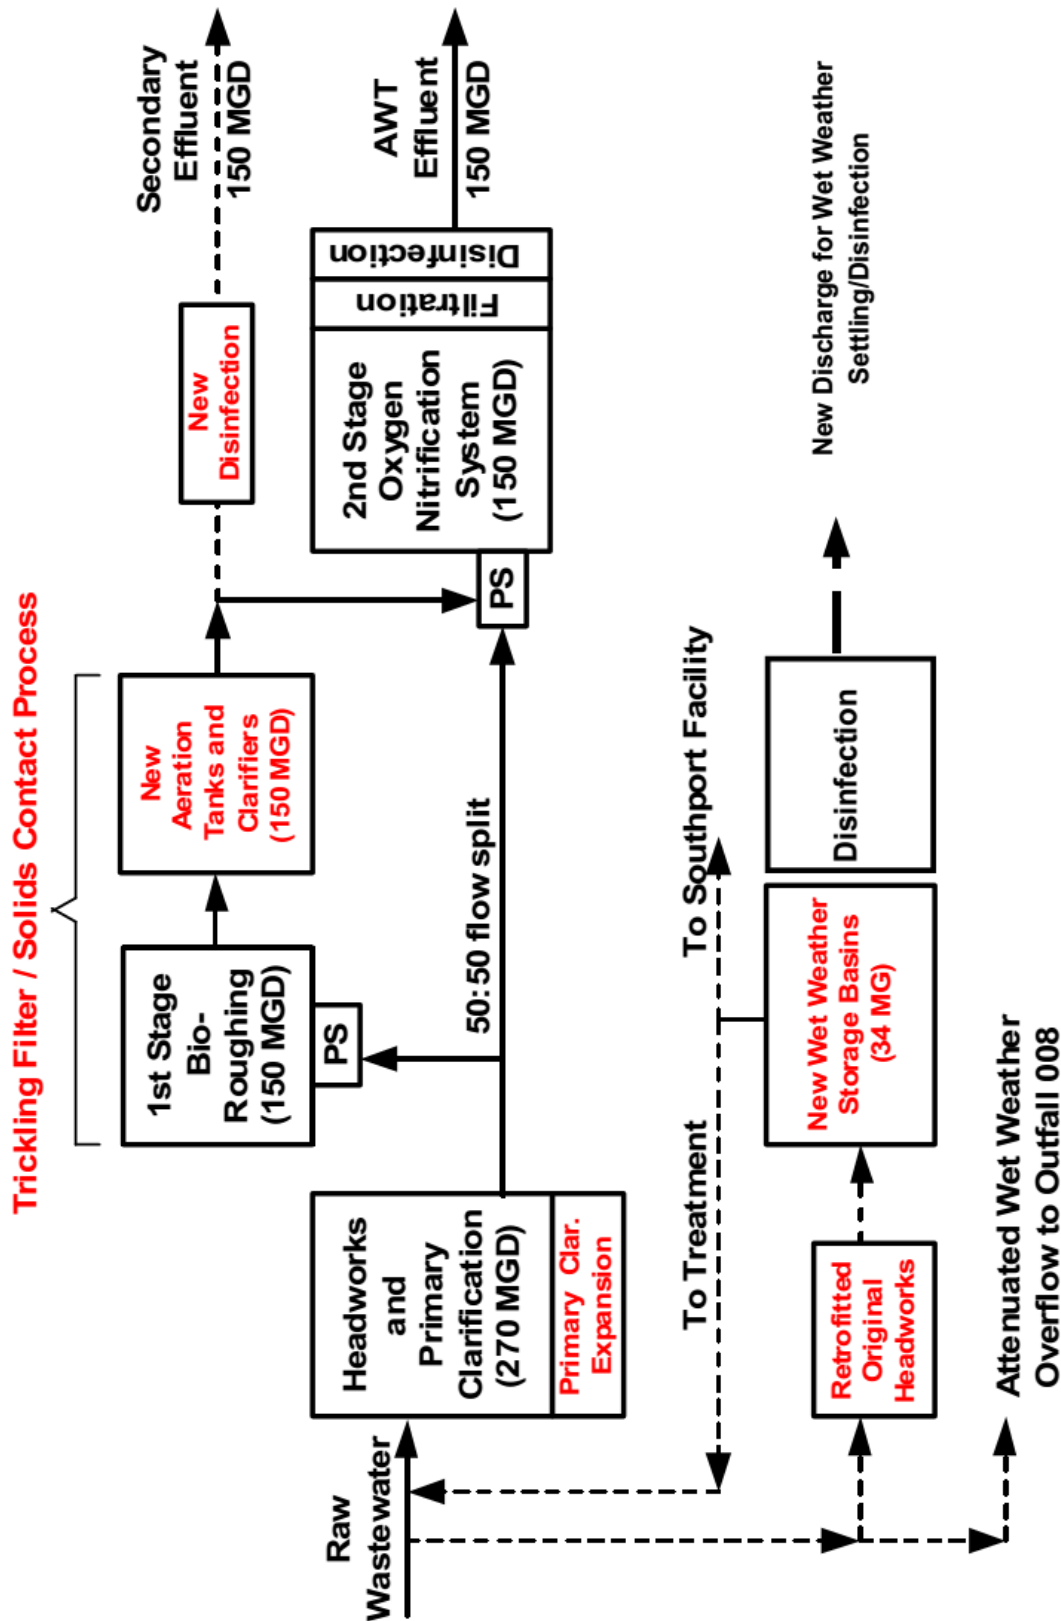 Trickling Filter / Solids Contact Process
Secondary
Effluent
150 MGD
New
Disinfection
New
Aeration
Tanks and
Clarifiers
(150 MGD)
1st Stage
Bio-
Roughing
(150 MGD)
PS
AWT
Effluent
150 MGD
Disinfection
Filtration
2nd Stage
Oxygen
Nitrification
System
(150 MGD)
PS
50:50 flow split
Headworks
and
Primary
Clarification
(270 MGD)
Primary Clar.
Expansion
Raw
Wastewater
To Treatment
To Southport Facility
Retrofitted
Original
Headworks
New Wet Weather
Storage Basins
(34 MG)
Disinfection
New Discharge for Wet Weather
Settling/Disinfection
Attenuated Wet Weather
Overflow to Outfall 008